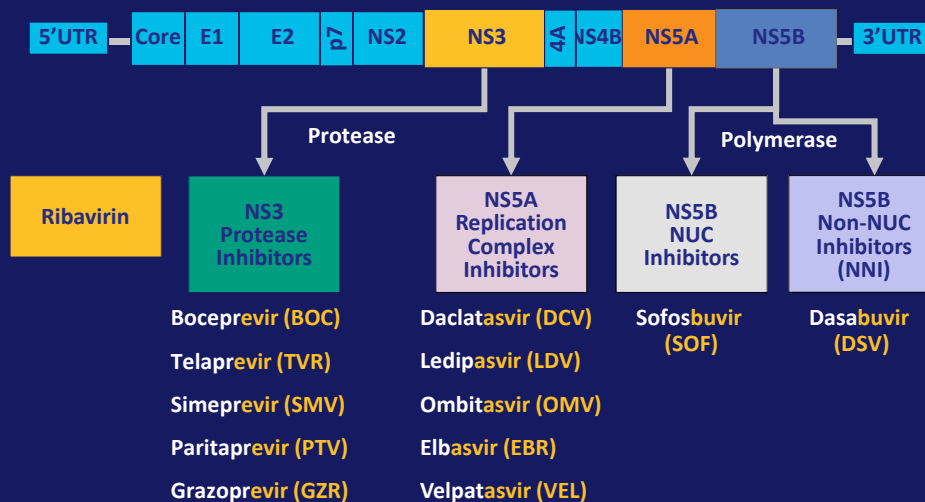 5'UTR Core E1 E2 p7 NS2 NS3 4A NS4B NS5A NS5B 3'UTR
Protease
Polymerase
Ribavirin
NS3
Protease
Inhibitors
NS5A
Replication
Complex
Inhibitors
NS5B
NUC
Inhibitors
NS5B
Non-NUC
Inhibitors
(NNI)
Boceprevir (BOC)
Telaprevir (TVR)
Simeprevir (SMV)
Paritaprevir (PTV)
Grazoprevir (GZR)
Daclatasvir (DCV)
Ledipasvir (LDV)
Ombitasvir (OMV)
Elbasvir (EBR)
Velpatasvir (VEL)
Sofosbuvir
(SOF)
Dasabuvir
(DSV)